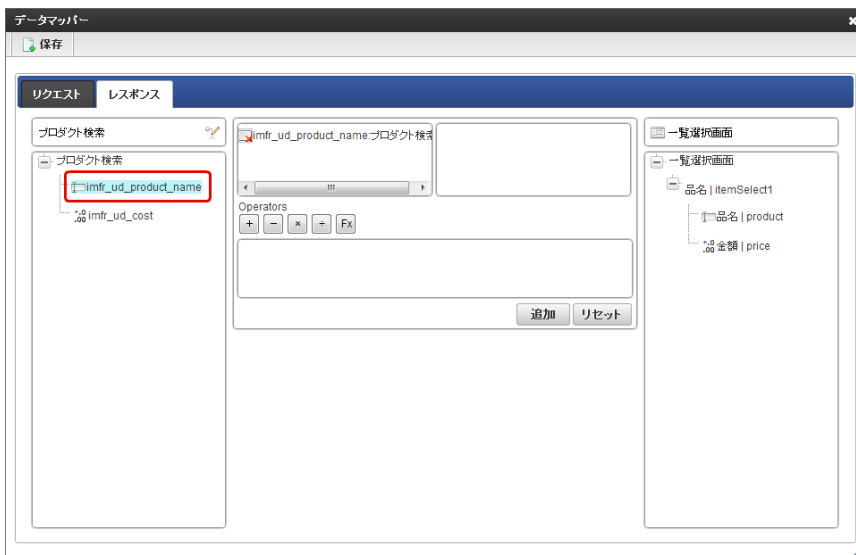 データマッパー
保存
リクエスト レスポンス
プロダクト検索
プロダクト検索
imfr_ud_product_name
imfr_ud_cost
imfr_ud_product_name:プロダクト検索
Operators
+ − × ÷ Fx
追加 リセット
一覧選択画面
一覧選択画面
品名 | itemSelect1
品名 | product
金額 | price